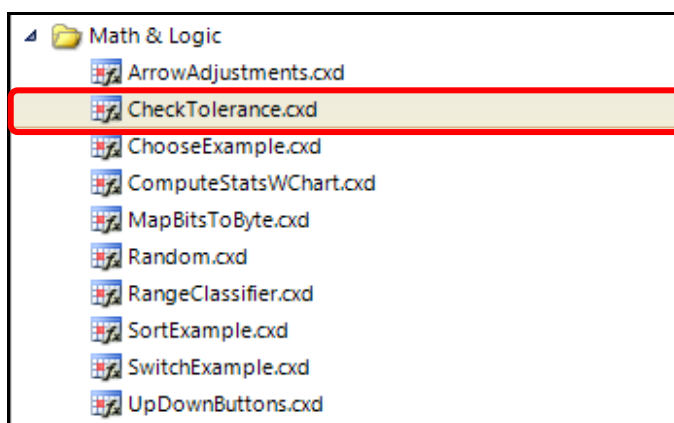 Math & Logic
ArrowAdjustments.cxd
CheckTolerance.cxd
ChooseExample.cxd
ComputeStatsWChart.cxd
MapBitsToByte.cxd
Random.cxd
RangeClassifier.cxd
SortExample.cxd
SwitchExample.cxd
UpDownButtons.cxd